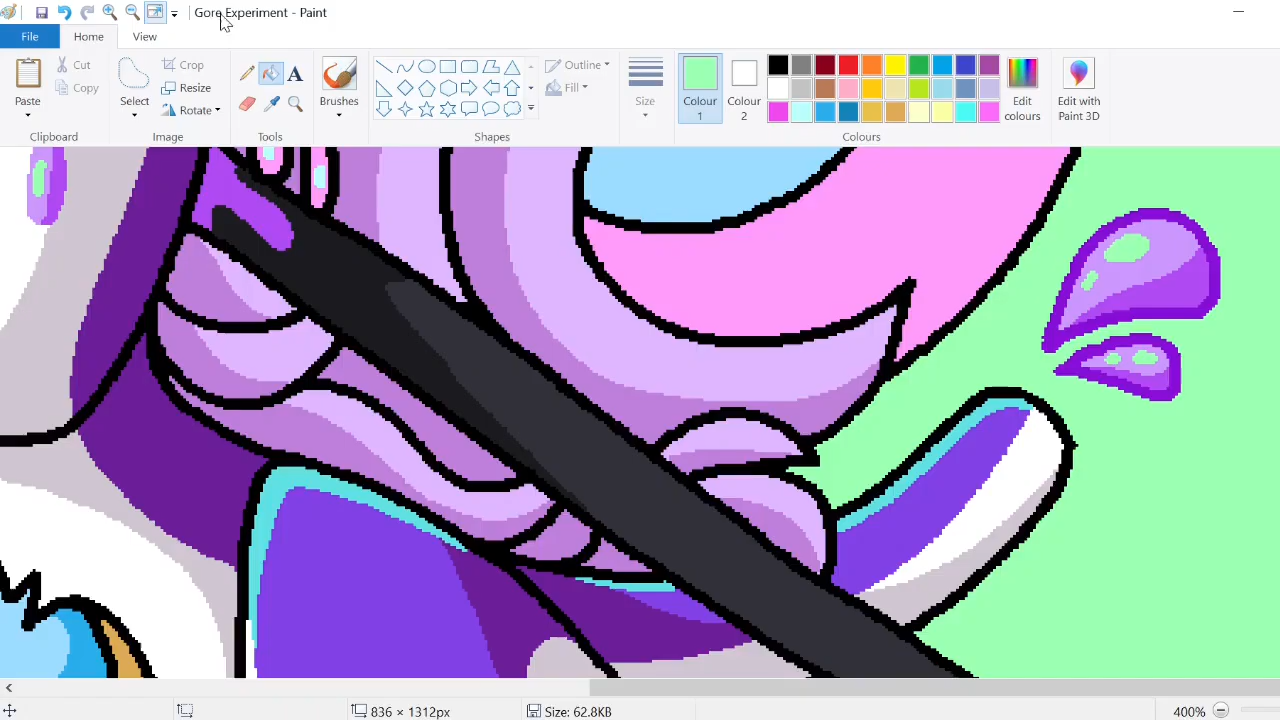 Gore Experiment - Paint
File
Home
View
Paste
Cut
Copy
Clipboard
Select
Crop
Resize
Rotate
Image
A
Tools
Brushes
Shapes
Outline
Fill
Size
Colour
1
Colour
2
Edit
colours
Edit with
Paint 3D
Colours
836 × 1312px
Size: 62.8KB
400%